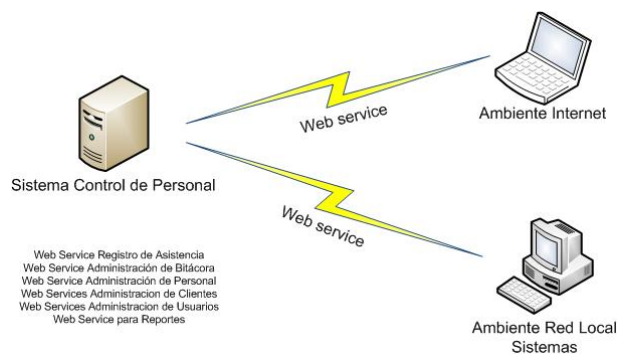 Web service
Ambiente Internet
Sistema Control de Personal
Web service
Web Service Registro de Asistencia
Web Service Administración de Bitácora
Web Service Administración de Personal
Web Services Administracion de Clientes
Web Services Administracion de Usuarios
Web Service para Reportes
Ambiente Red Local
Sistemas